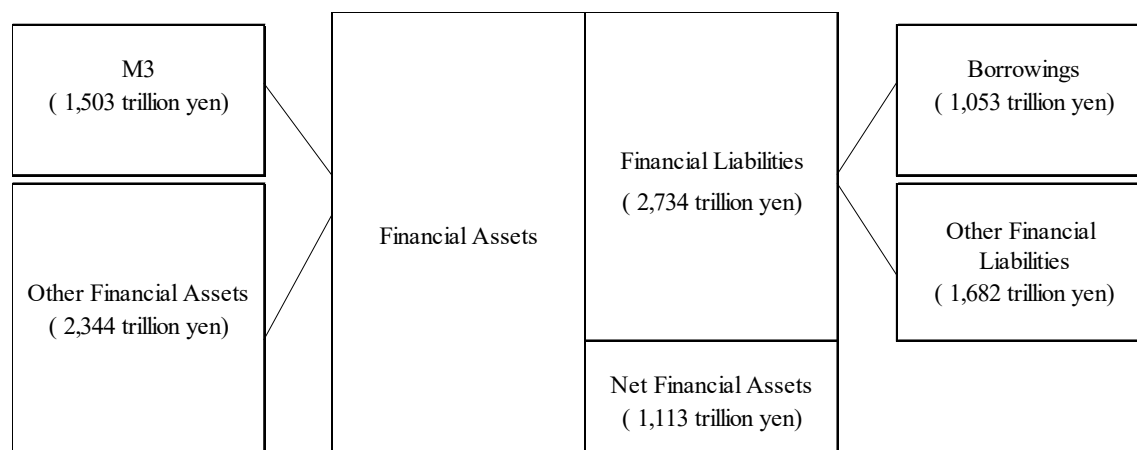 M3
( 1,503 trillion yen)
Other Financial Assets
( 2,344 trillion yen)
Financial Assets
Financial Liabilities
( 2,734 trillion yen)
Net Financial Assets
( 1,113 trillion yen)
Borrowings
( 1,053 trillion yen)
Other Financial
Liabilities
( 1,682 trillion yen)